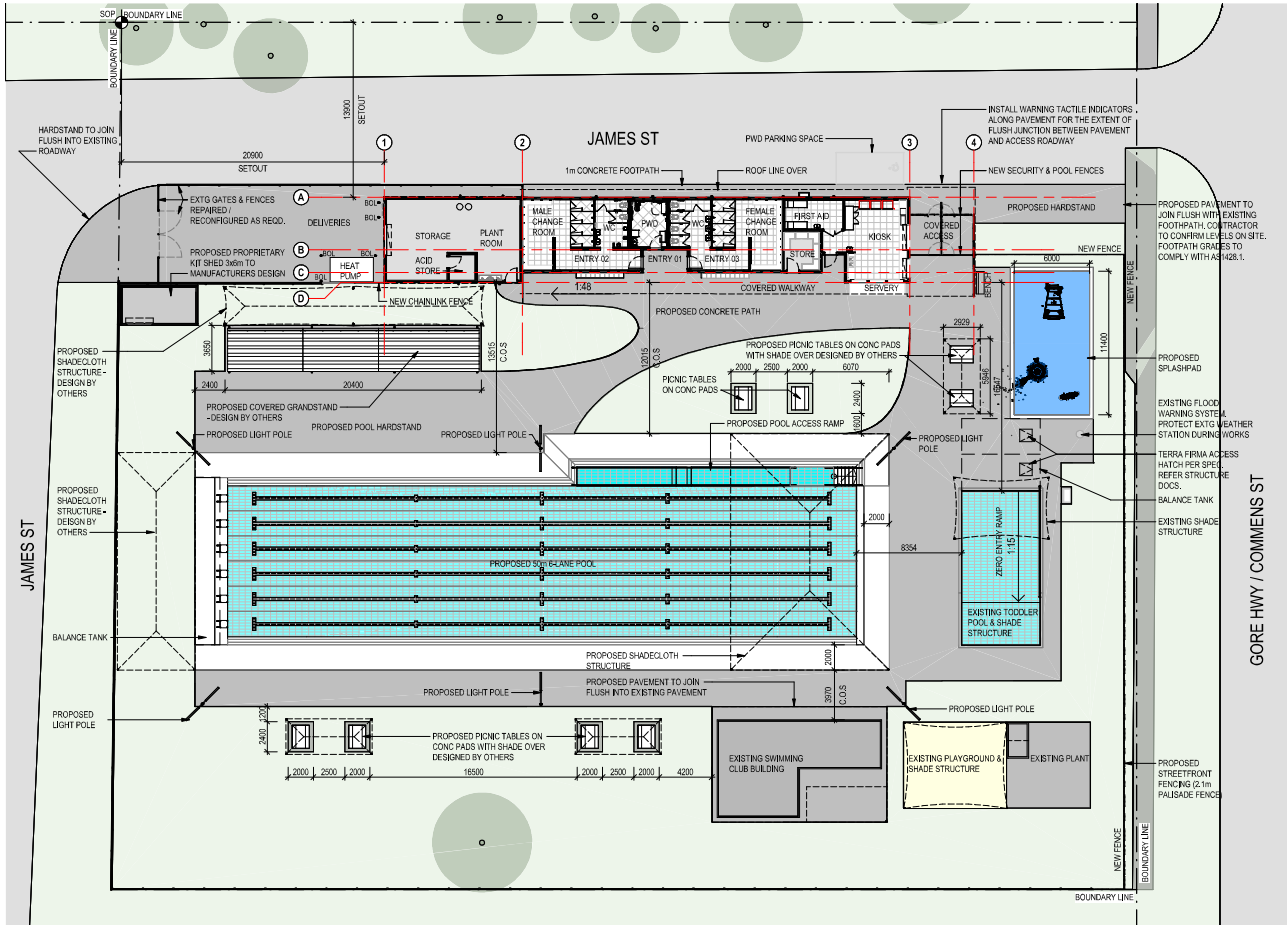 SOP
BOUNDARY LINE
BOUNDARY LINE
13900
SETOUT
HARDSTAND TO JOIN
FLUSH INTO EXISTING
ROADWAY
20900
SETOUT
JAMES ST
1
2
3
4
PWD PARKING SPACE
INSTALL WARNING TACTILE INDICATORS
ALONG PAVEMENT FOR THE EXTENT OF
FLUSH JUNCTION BETWEEN PAVEMENT
AND ACCESS ROADWAY
1m CONCRETE FOOTPATH
ROOF LINE OVER
NEW SECURITY & POOL FENCES
A
B
C
D
EXTG GATES & FENCES
REPAIRED /
RECONFIGURED AS REQD.
DELIVERIES
PROPOSED PROPRIETARY
KIT SHED 3x6m TO
MANUFACTURERS DESIGN
BOL
BOL
BOL
BOL
BOL
HEAT
PUMP
STORAGE
PLANT
ROOM
ACID
STORE
MALE
CHANGE
ROOM
WC
PWD
WC
FEMALE
CHANGE
ROOM
ENTRY 02
ENTRY 01
ENTRY 03
FIRST AID
STORE
KIOSK
SERVERY
COVERED
ACCESS
PROPOSED HARDSTAND
PROPOSED PAVEMENT TO
JOIN FLUSH WITH EXISTING
FOOTHPATH. CONTRACTOR
TO CONFIRM LEVELS ON SITE.
FOOTPATH GRADES TO
COMPLY WITH AS1428.1.
NEW FENCE
NEW FENCE
6000
BENCH
11400
NEW CHAINLINK FENCE
1:48
COVERED WALKWAY
PROPOSED CONCRETE PATH
2929
5946
16547
PROPOSED
SHADECLOTH
STRUCTURE -
DESIGN BY
OTHERS
3650
2400
20400
13515
C.O.S
12015
C.O.S
PROPOSED PICNIC TABLES ON CONC PADS
WITH SHADE OVER DESIGNED BY OTHERS
2000
2500
2000
6070
PICNIC TABLES
ON CONC PADS
2400
1600
PROPOSED
SPLASHPAD
PROPOSED COVERED GRANDSTAND
-DESIGN BY OTHERS
PROPOSED POOL HARDSTAND
PROPOSED LIGHT POLE
PROPOSED LIGHT POLE
PROPOSED POOL ACCESS RAMP
PROPOSED LIGHT
POLE
EXISTING FLOOD
WARNING SYSTEM.
PROTECT EXTG WEATHER
STATION DURING WORKS
TERRA FIRMA ACCESS
HATCH PER SPEC.
REFER STRUCTURE
DOCS.
BALANCE TANK
EXISTING SHADE
STRUCTURE
PROPOSED
SHADECLOTH
STRUCTURE -
DEISGN BY
OTHERS
JAMES ST
GORE HWY / COMMENS ST
2000
8354
ZERO ENTRY RAMP
1:15
PROPOSED 50m 6-LANE POOL
EXISTING TODDLER
POOL & SHADE
STRUCTURE
BALANCE TANK
PROPOSED SHADECLOTH
STRUCTURE
2000
PROPOSED PAVEMENT TO JOIN
FLUSH INTO EXISTING PAVEMENT
3970
C.O.S
PROPOSED LIGHT POLE
PROPOSED LIGHT POLE
PROPOSED
LIGHT POLE
1200
2400
PROPOSED PICNIC TABLES ON
CONC PADS WITH SHADE OVER
DESIGNED BY OTHERS
2000
2500
2000
16500
2000
2500
2000
4200
EXISTING SWIMMING
CLUB BUILDING
EXISTING PLAYGROUND &
SHADE STRUCTURE
EXISTING PLANT
PROPOSED
STREETFRONT
FENCING (2.1m
PALISADE FENCE)
NEW FENCE
BOUNDARY LINE
BOUNDARY LINE